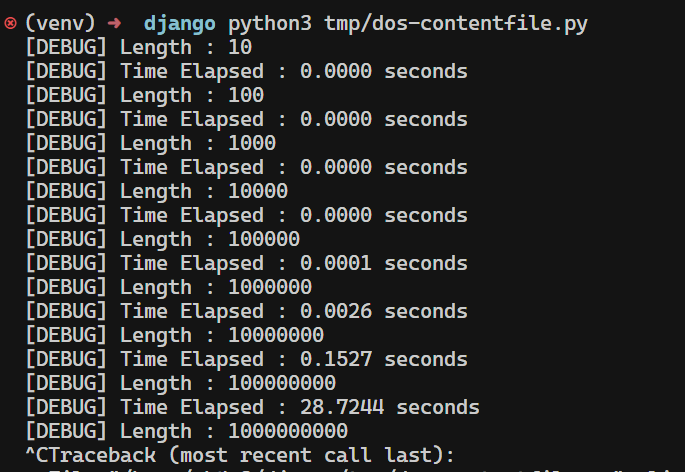 (venv) ➜ django python3 tmp/dos-contentfile.py
[DEBUG] Length : 10
[DEBUG] Time Elapsed : 0.0000 seconds
[DEBUG] Length : 100
[DEBUG] Time Elapsed : 0.0000 seconds
[DEBUG] Length : 1000
[DEBUG] Time Elapsed : 0.0000 seconds
[DEBUG] Length : 10000
[DEBUG] Time Elapsed : 0.0000 seconds
[DEBUG] Length : 100000
[DEBUG] Time Elapsed : 0.0001 seconds
[DEBUG] Length : 1000000
[DEBUG] Time Elapsed : 0.0026 seconds
[DEBUG] Length : 10000000
[DEBUG] Time Elapsed : 0.1527 seconds
[DEBUG] Length : 100000000
[DEBUG] Time Elapsed : 28.7244 seconds
[DEBUG] Length : 1000000000
^CTraceback (most recent call last):